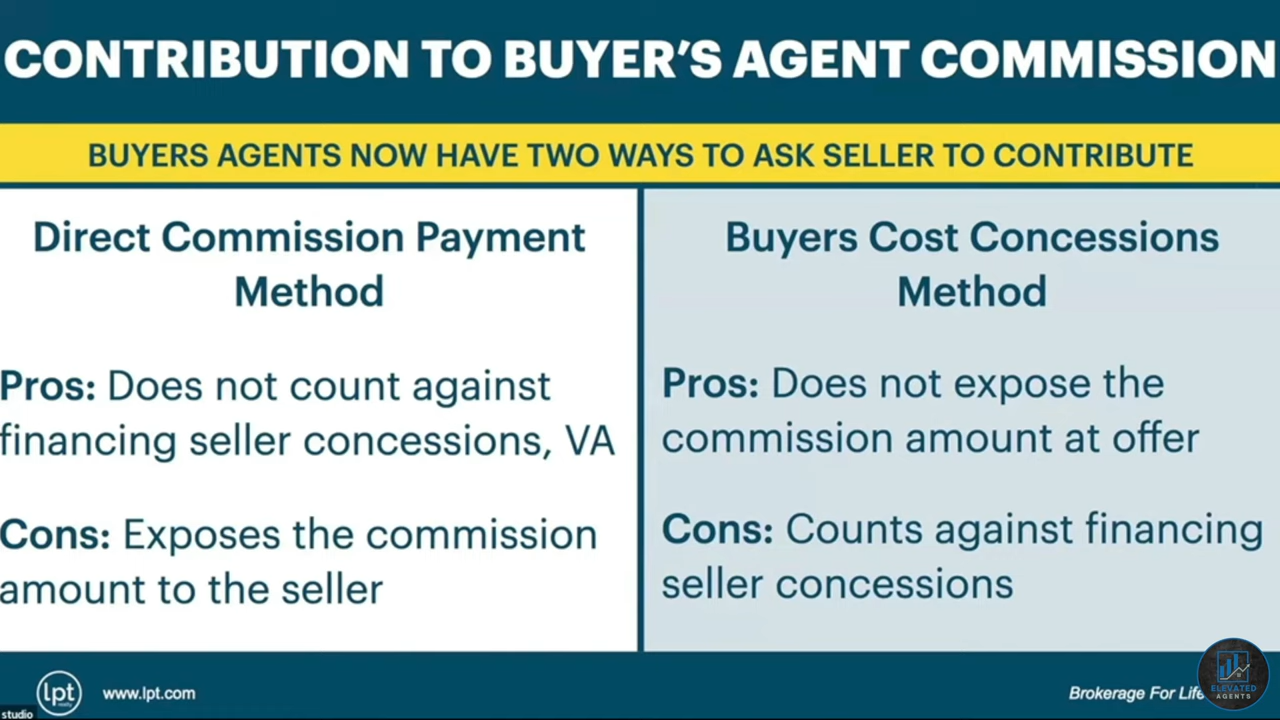 CONTRIBUTION TO BUYER'S AGENT COMMISSION
BUYERS AGENTS NOW HAVE TWO WAYS TO ASK SELLER TO CONTRIBUTE
Direct Commission Payment
Method
Pros: Does not count against
financing seller concessions, VA
Cons: Exposes the commission
amount to the seller
Buyers Cost Concessions
Method
Pros: Does not expose the
commission amount at offer
Cons: Counts against financing
seller concessions
lpt
realty
www.lpt.com
Brokerage For Life
ELEVATED
AGENTS
studio